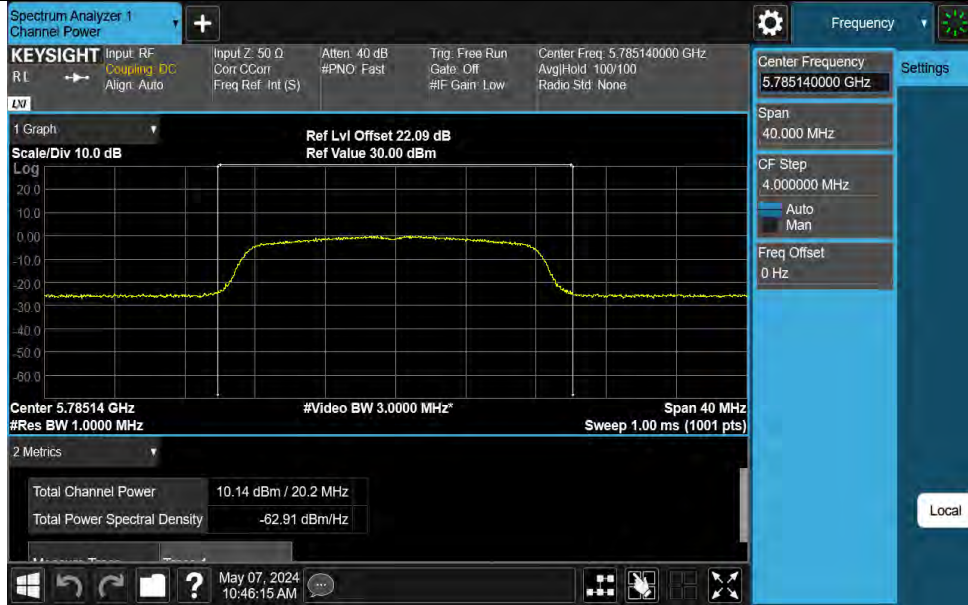 Spectrum Analyzer 1
Channel Power
+
Frequency
KEYSIGHT
RL
LXI
Input: RF
Coupling: DC
Align: Auto
Input Z: 50 Ω
Corr CCorr
Freq Ref: Int (S)
Atten: 40 dB
#PNO: Fast
Trig: Free Run
Gate: Off
#IF Gain: Low
Center Freq: 5.785140000 GHz
Avg|Hold: 100/100
Radio Std: None
Center Frequency
5.785140000 GHz
Settings
Span
40.000 MHz
CF Step
4.000000 MHz
Auto
Man
Freq Offset
0 Hz
Local
1 Graph
Scale/Div 10.0 dB
Ref Lvl Offset 22.09 dB
Ref Value 30.00 dBm
Log
20.0
10.0
0.00
-10.0
-20.0
-30.0
-40.0
-50.0
-60.0
Center 5.78514 GHz
#Res BW 1.0000 MHz
#Video BW 3.0000 MHz*
Span 40 MHz
Sweep 1.00 ms (1001 pts)
2 Metrics
Total Channel Power 10.14 dBm / 20.2 MHz
Total Power Spectral Density -62.91 dBm/Hz
?
May 07, 2024
10:46:15 AM